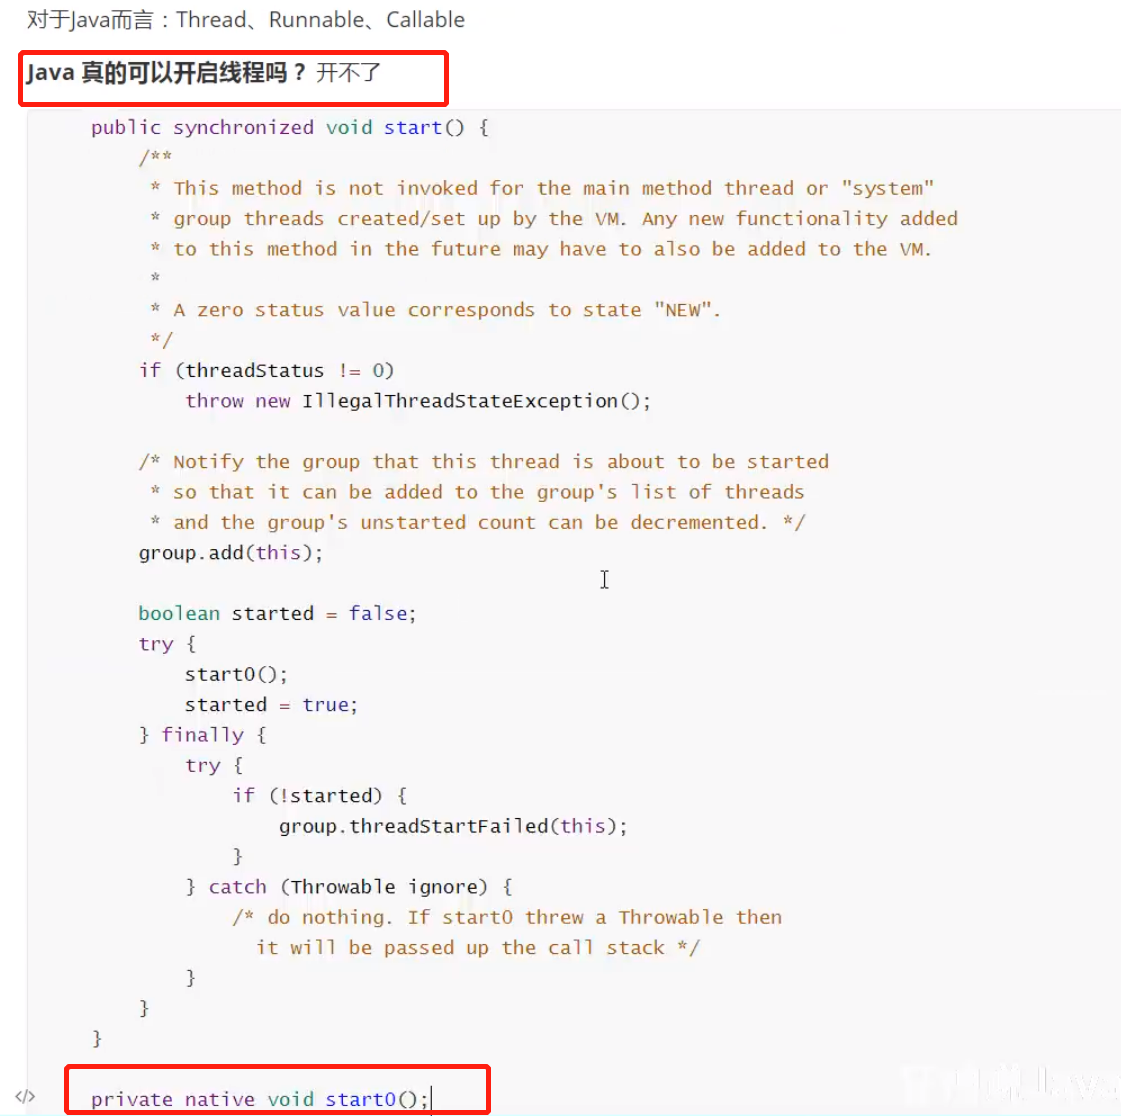 对于Java而言：Thread、Runnable、Callable
Java 真的可以开启线程吗？ 开不了
public synchronized void start() {
/**
* This method is not invoked for the main method thread or "system"
* group threads created/set up by the VM. Any new functionality added
* to this method in the future may have to also be added to the VM.
*
* A zero status value corresponds to state "NEW".
*/
if (threadStatus != 0)
throw new IllegalThreadStateException();
/* Notify the group that this thread is about to be started
* so that it can be added to the group's list of threads
* and the group's unstarted count can be decremented. */
group.add(this);
boolean started = false;
try {
start0();
started = true;
} finally {
try {
if (!started) {
group.threadStartFailed(this);
}
} catch (Throwable ignore) {
/* do nothing. If start0 threw a Throwable then
it will be passed up the call stack */
}
}
}
</> private native void start0();
Java